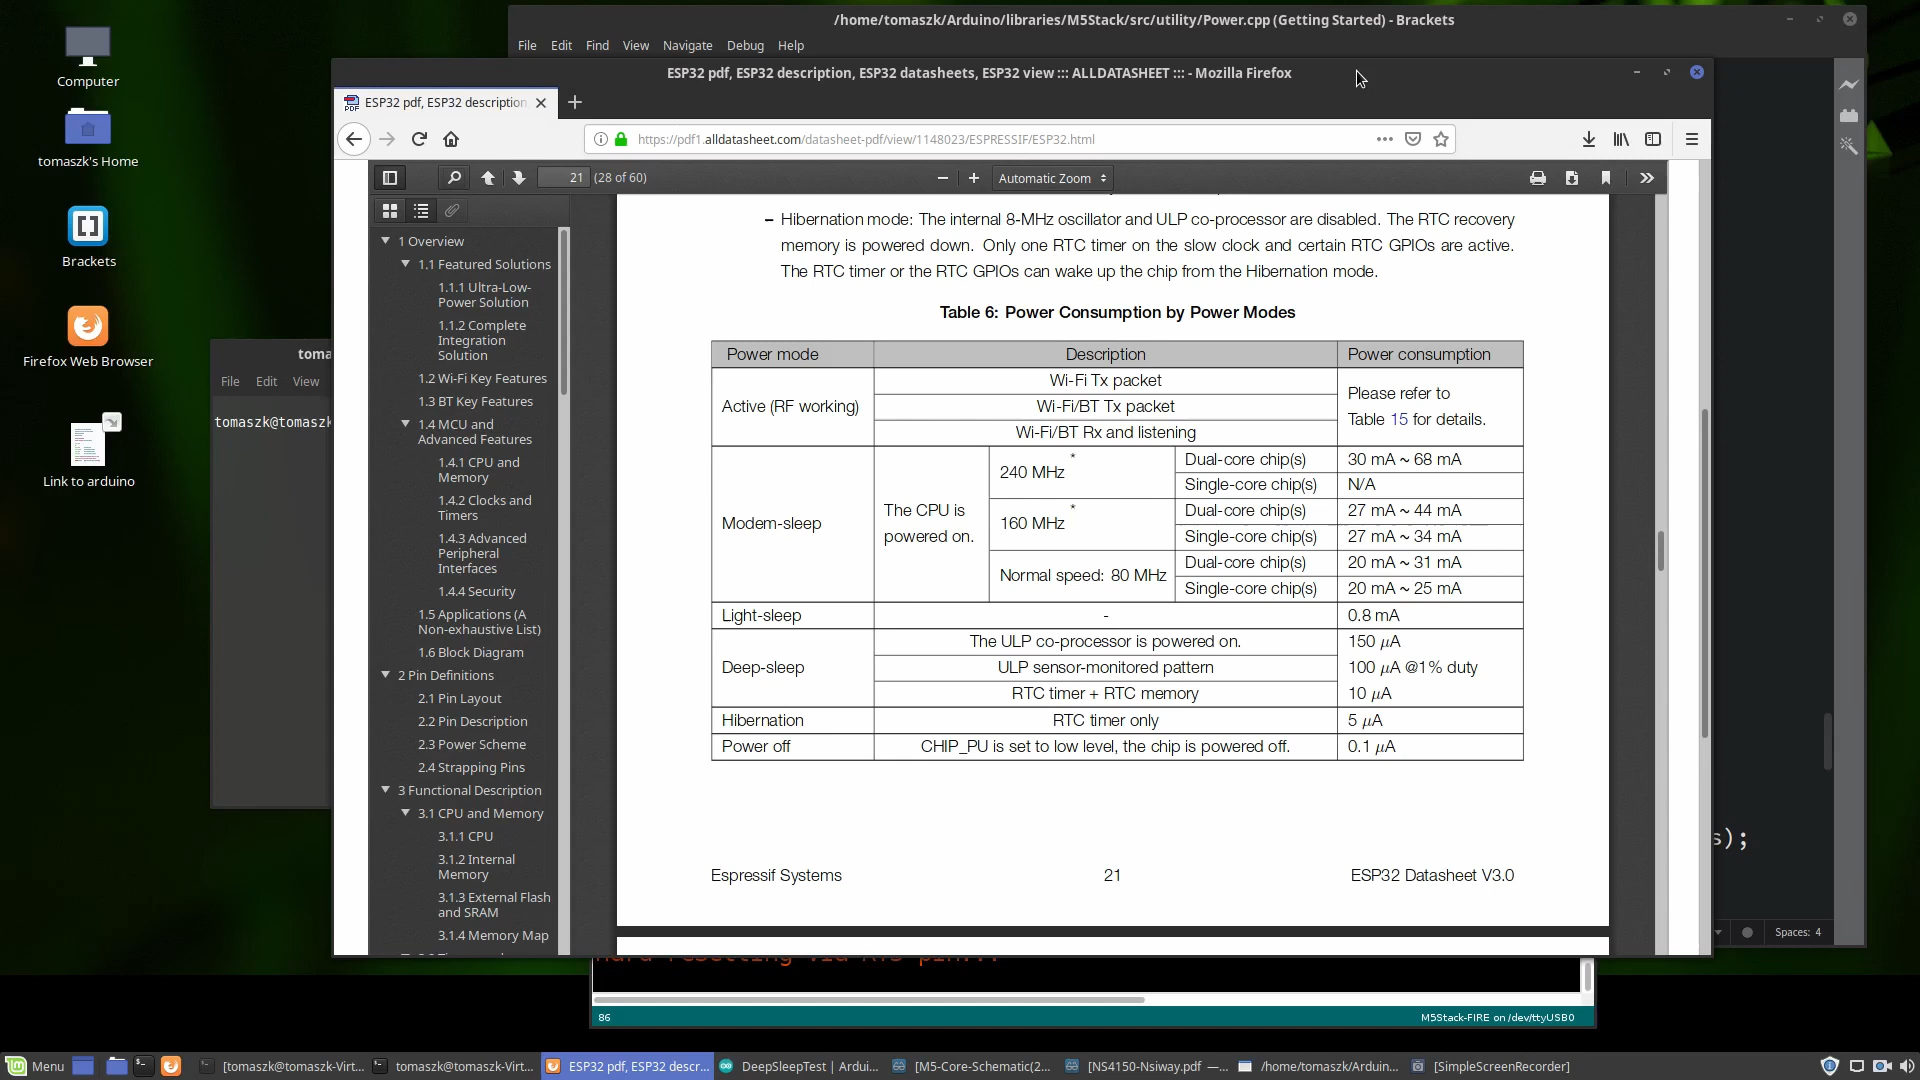 /home/tomaszk/Arduino/libraries/M5Stack/src/utility/Power.cpp (Getting Started) - Brackets
File Edit Find View Navigate Debug Help
ESP32 pdf, ESP32 description, ESP32 datasheets, ESP32 view ::: ALLDATASHEET ::: - Mozilla Firefox
ESP32 pdf, ESP32 description
https://pdf1.alldatasheet.com/datasheet-pdf/view/1148023/ESPRESSIF/ESP32.html
21 (28 of 60) Automatic Zoom
Computer
tomaszk's Home
Brackets
Firefox Web Browser
Link to arduino
toma
File Edit View
tomaszk@tomaszk
1 Overview
1.1 Featured Solutions
1.1.1 Ultra-Low-
Power Solution
1.1.2 Complete
Integration
Solution
1.2 Wi-Fi Key Features
1.3 BT Key Features
1.4 MCU and
Advanced Features
1.4.1 CPU and
Memory
1.4.2 Clocks and
Timers
1.4.3 Advanced
Peripheral
Interfaces
1.4.4 Security
1.5 Applications (A
Non-exhaustive List)
1.6 Block Diagram
2 Pin Definitions
2.1 Pin Layout
2.2 Pin Description
2.3 Power Scheme
2.4 Strapping Pins
3 Functional Description
3.1 CPU and Memory
3.1.1 CPU
3.1.2 Internal
Memory
3.1.3 External Flash
and SRAM
3.1.4 Memory Map
– Hibernation mode: The internal 8-MHz oscillator and ULP co-processor are disabled. The RTC recovery
memory is powered down. Only one RTC timer on the slow clock and certain RTC GPIOs are active.
The RTC timer or the RTC GPIOs can wake up the chip from the Hibernation mode.
Table 6: Power Consumption by Power Modes
Power mode Description Power consumption
Active (RF working) Wi-Fi Tx packet Please refer to
Wi-Fi/BT Tx packet Table 15 for details.
Wi-Fi/BT Rx and listening
Modem-sleep The CPU is powered on. 240 MHz * Dual-core chip(s) 30 mA ~ 68 mA
Single-core chip(s) N/A
160 MHz * Dual-core chip(s) 27 mA ~ 44 mA
Single-core chip(s) 27 mA ~ 34 mA
Normal speed: 80 MHz Dual-core chip(s) 20 mA ~ 31 mA
Single-core chip(s) 20 mA ~ 25 mA
Light-sleep - 0.8 mA
Deep-sleep The ULP co-processor is powered on. 150 μA
ULP sensor-monitored pattern 100 μA @1% duty
RTC timer + RTC memory 10 μA
Hibernation RTC timer only 5 μA
Power off CHIP_PU is set to low level, the chip is powered off. 0.1 μA
Espressif Systems 21 ESP32 Datasheet V3.0
s);
Spaces: 4
86 M5Stack-FIRE on /dev/ttyUSB0
Menu [tomaszk@tomaszk-Virt... tomaszk@tomaszk-Virt... ESP32 pdf, ESP32 descr... DeepSleepTest | Ardui... [M5-Core-Schematic(2... [NS4150-Nsiway.pdf —... /home/tomaszk/Arduin... [SimpleScreenRecorder]